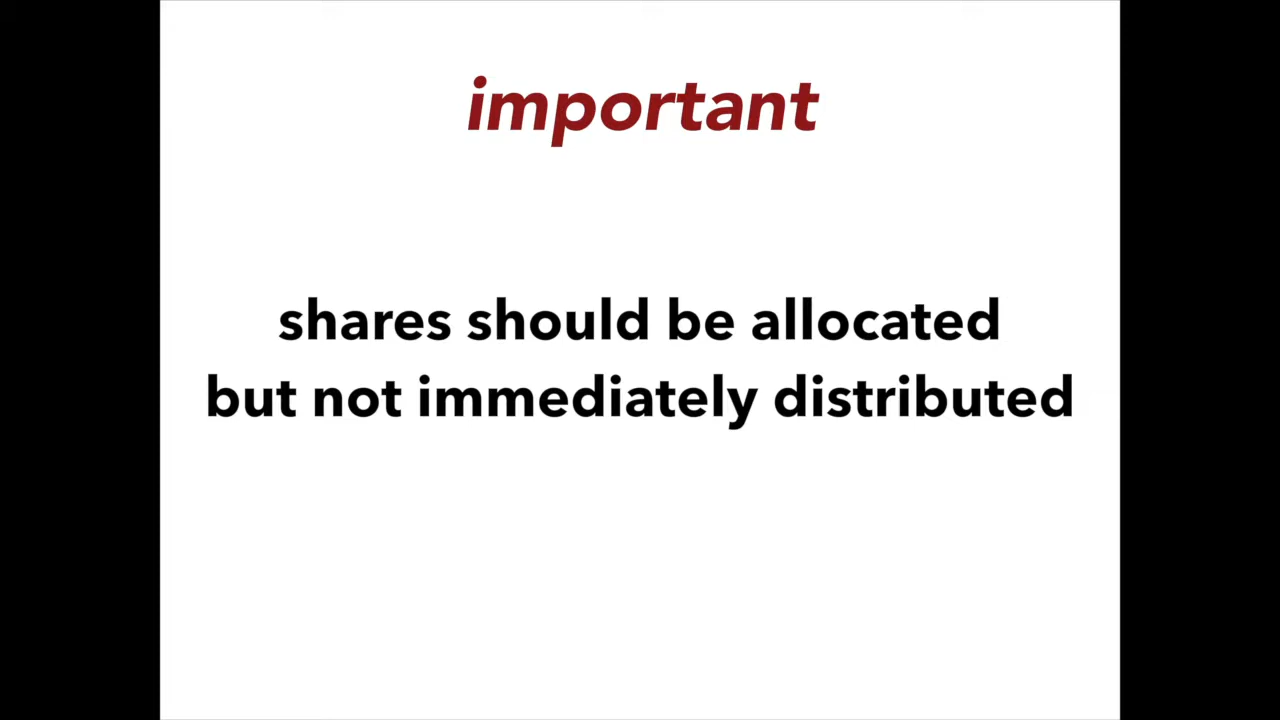 important
shares should be allocated
but not immediately distributed